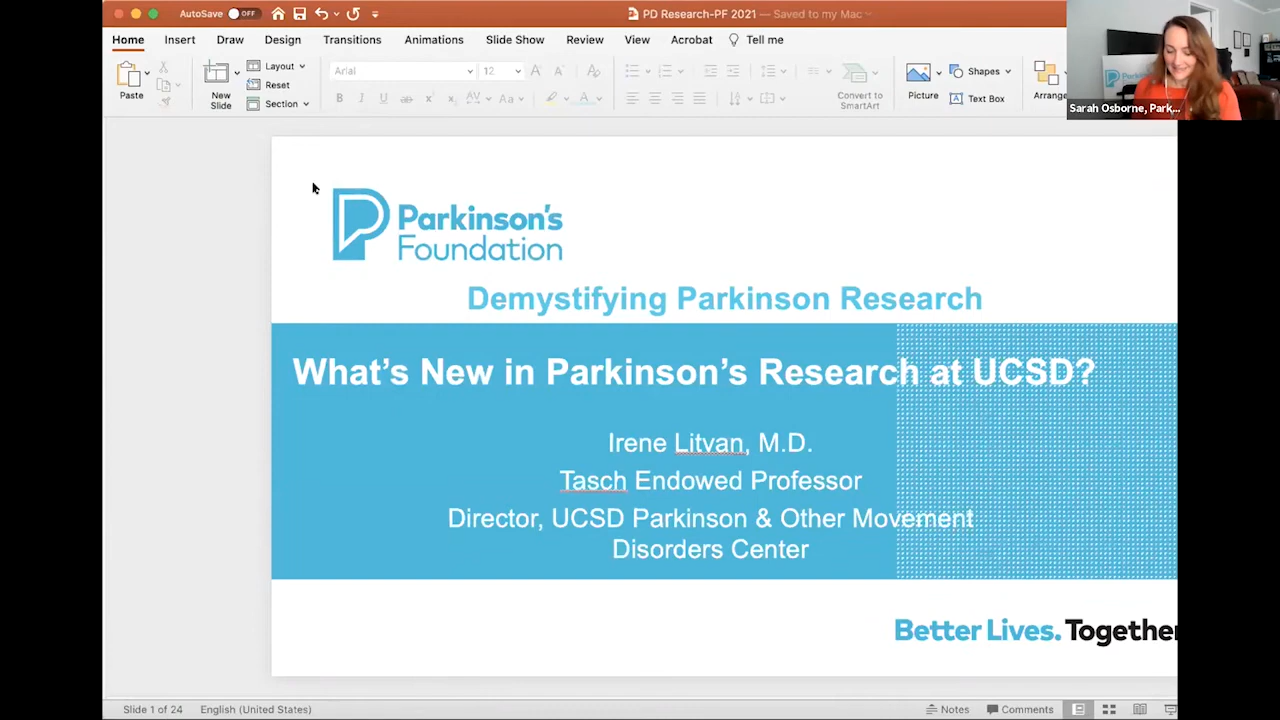 AutoSave OFF
PD Research-PF 2021 — Saved to my Mac
Home Insert Draw Design Transitions Animations Slide Show Review View Acrobat Tell me
Paste
New
Slide
Layout
Reset
Section
Arial 12
Convert to
SmartArt
Picture
Shapes
Text Box
Arrange
Parkinson's
Sarah Osborne, Park...
Parkinson's
Foundation
Demystifying Parkinson Research
What's New in Parkinson's Research at UCSD?
Irene Litvan, M.D.
Tasch Endowed Professor
Director, UCSD Parkinson & Other Movement
Disorders Center
Better Lives. Together
Slide 1 of 24 English (United States) Notes Comments